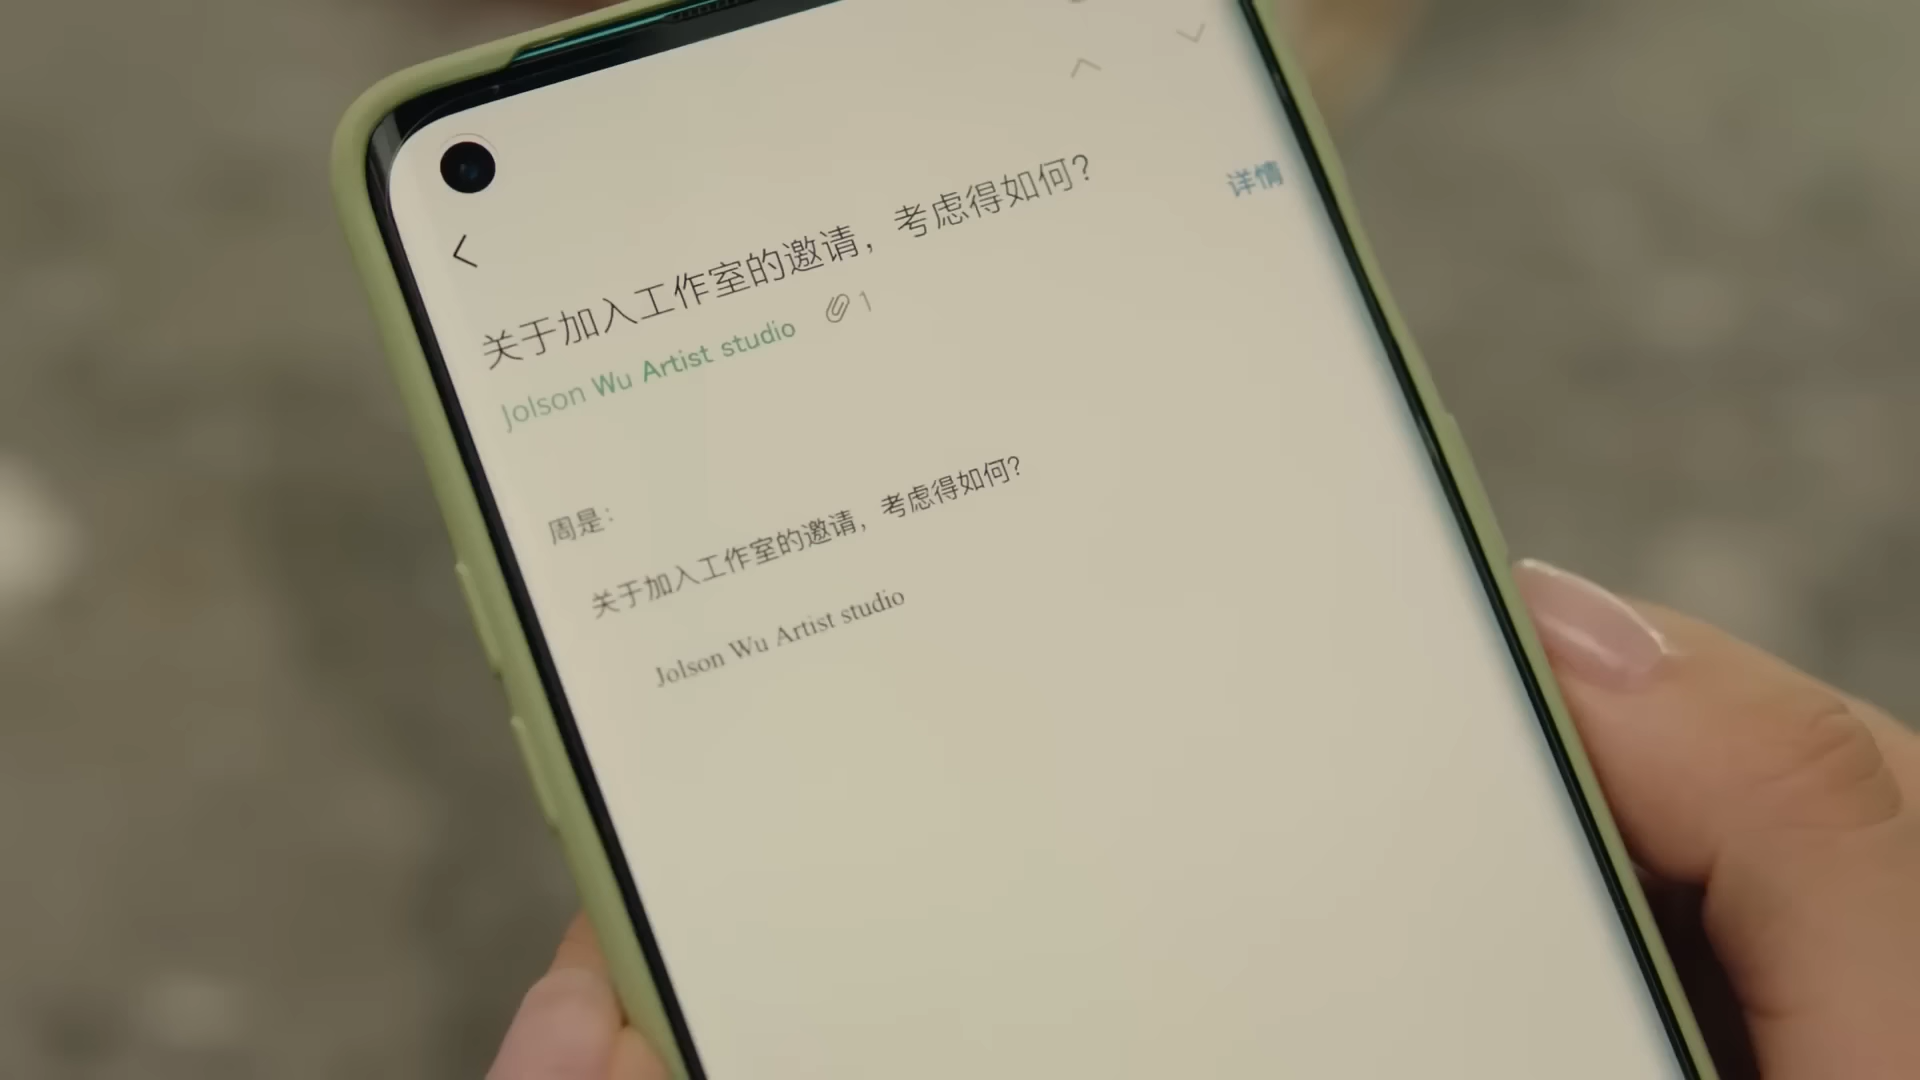 关于加入工作室的邀请，考虑得如何？
详情
Jolson Wu Artist studio 1
周是：
关于加入工作室的邀请，考虑得如何？
Jolson Wu Artist studio